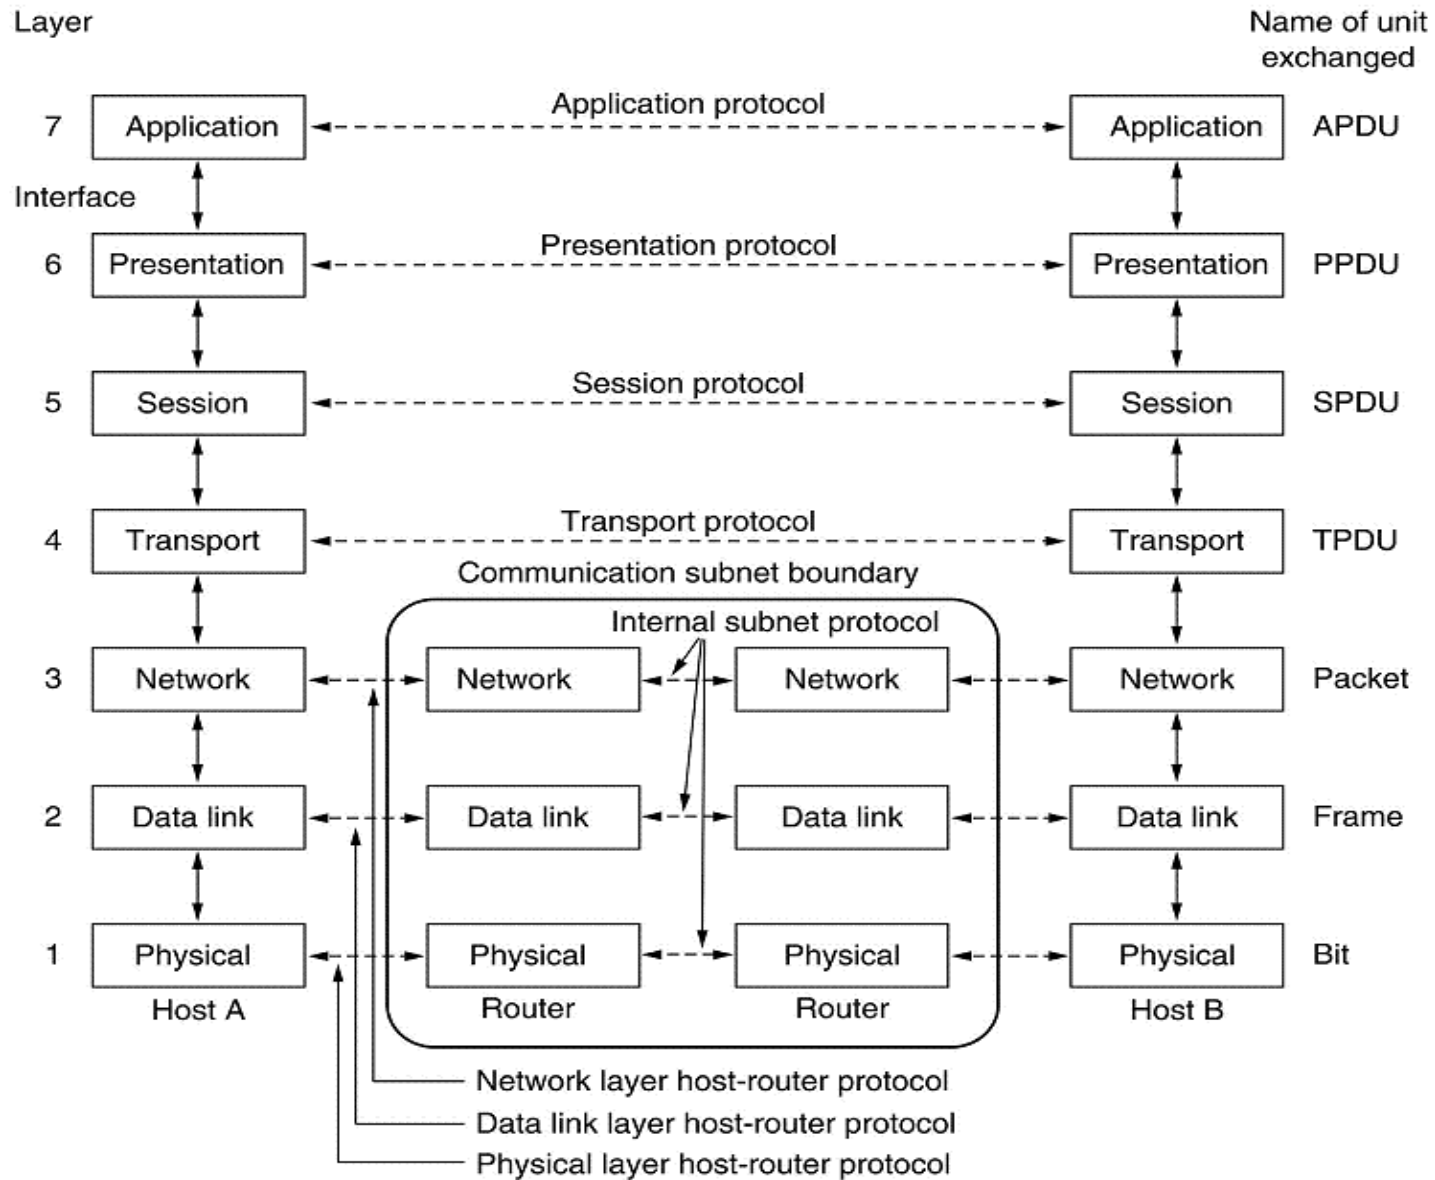 Layer
Name of unit
exchanged
Application protocol
7
Application
Application
APDU
Interface
Presentation protocol
6
Presentation
Presentation
PPDU
Session protocol
5
Session
Session
SPDU
Transport protocol
4
Transport
Transport
TPDU
Communication subnet boundary
Internal subnet protocol
3
Network
Network
Network
Network
Packet
2
Data link
Data link
Data link
Data link
Frame
1
Physical
Physical
Physical
Physical
Bit
Host A
Router
Router
Host B
Network layer host-router protocol
Data link layer host-router protocol
Physical layer host-router protocol